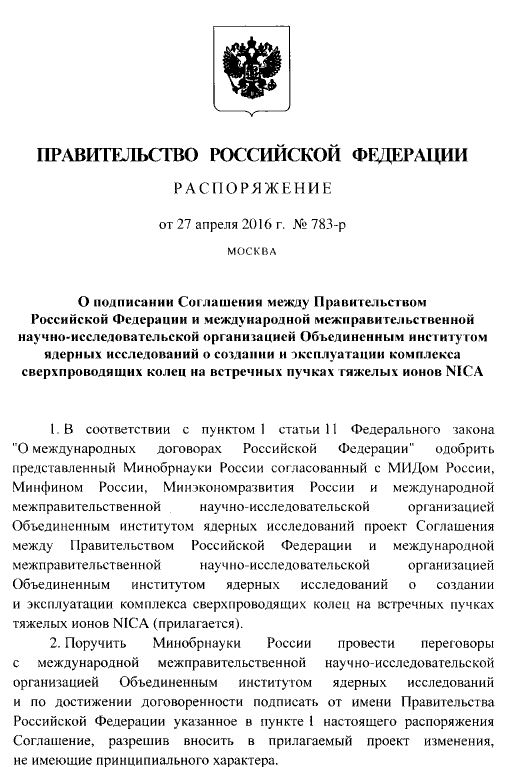 ПРАВИТЕЛЬСТВО РОССИЙСКОЙ ФЕДЕРАЦИИ
РАСПОРЯЖЕНИЕ
от 27 апреля 2016 г. № 783-р
МОСКВА
О подписании Соглашения между Правительством
Российской Федерации и международной межправительственной
научно-исследовательской организацией Объединенным институтом
ядерных исследований о создании и эксплуатации комплекса
сверхпроводящих колец на встречных пучках тяжелых ионов NICA
1. В соответствии с пунктом 1 статьи 11 Федерального закона
"О международных договорах Российской Федерации" одобрить
представленный Минобрнауки России согласованный с МИДом России,
Минфином России, Минэкономразвития России и международной
межправительственной научно-исследовательской организацией
Объединенным институтом ядерных исследований проект Соглашения
между Правительством Российской Федерации и международной
межправительственной научно-исследовательской организацией
Объединенным институтом ядерных исследований о создании
и эксплуатации комплекса сверхпроводящих колец на встречных пучках
тяжелых ионов NICA (прилагается).
2. Поручить Минобрнауки России провести переговоры
с международной межправительственной научно-исследовательской
организацией Объединенным институтом ядерных исследований
и по достижении договоренности подписать от имени Правительства
Российской Федерации указанное в пункте 1 настоящего распоряжения
Соглашение, разрешив вносить в прилагаемый проект изменения,
не имеющие принципиального характера.